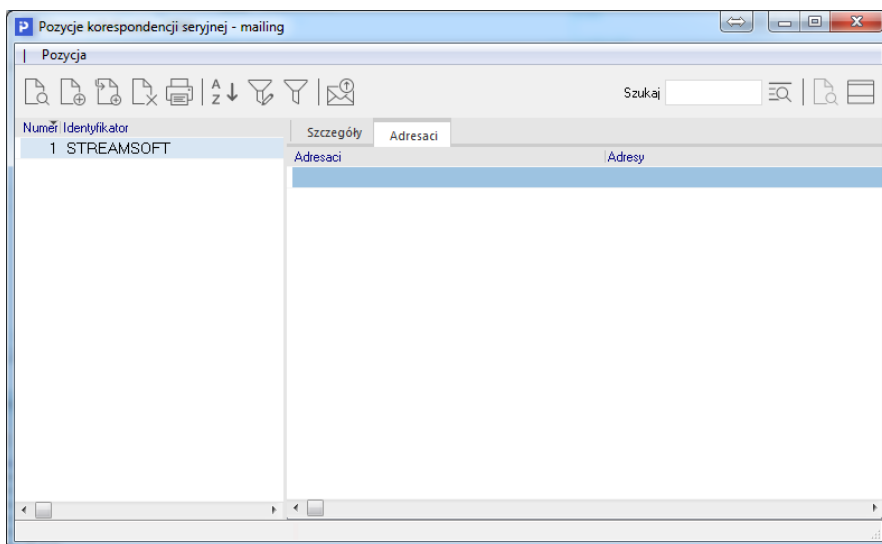 Pozycje korespondencji seryjnej - mailing
Pozycja
Szukaj
Numer Identyfikator
1 STREAMSOFT
Szczegóły Adresaci
Adresaci Adresy